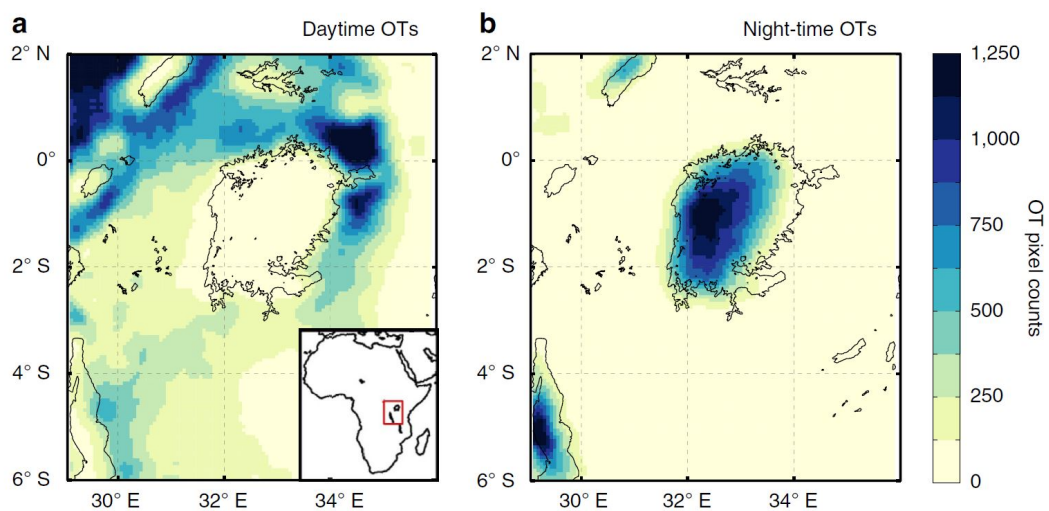 a
Daytime OTs
b
Night-time OTs
2° N
0°
2° S
4° S
6° S
30° E
32° E
34° E
2° N
0°
2° S
4° S
6° S
30° E
32° E
34° E
1,250
1,000
750
500
250
0
OT pixel counts